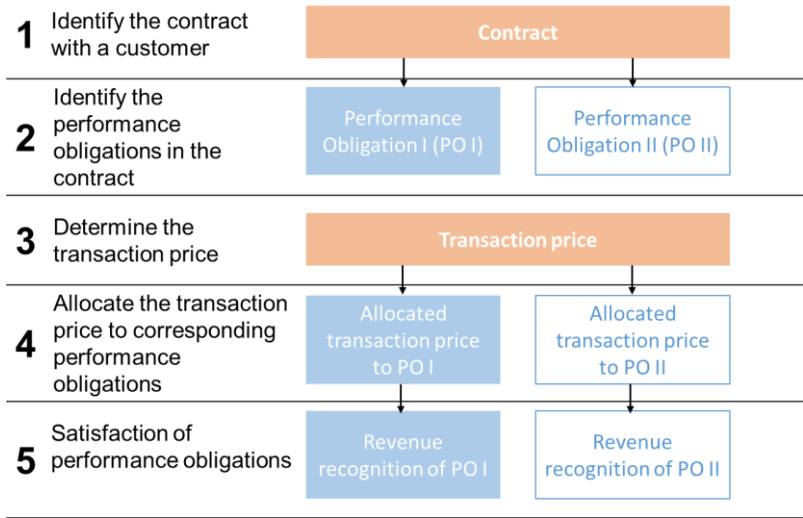 1
Identify the contract
with a customer
Contract
2
Identify the
performance
obligations in the
contract
Performance
Obligation I (PO I)
Performance
Obligation II (PO II)
3
Determine the
transaction price
Transaction price
4
Allocate the transaction
price to corresponding
performance
obligations
Allocated
transaction price
to PO I
Allocated
transaction price
to PO II
5
Satisfaction of
performance obligations
Revenue
recognition of PO I
Revenue
recognition of PO II